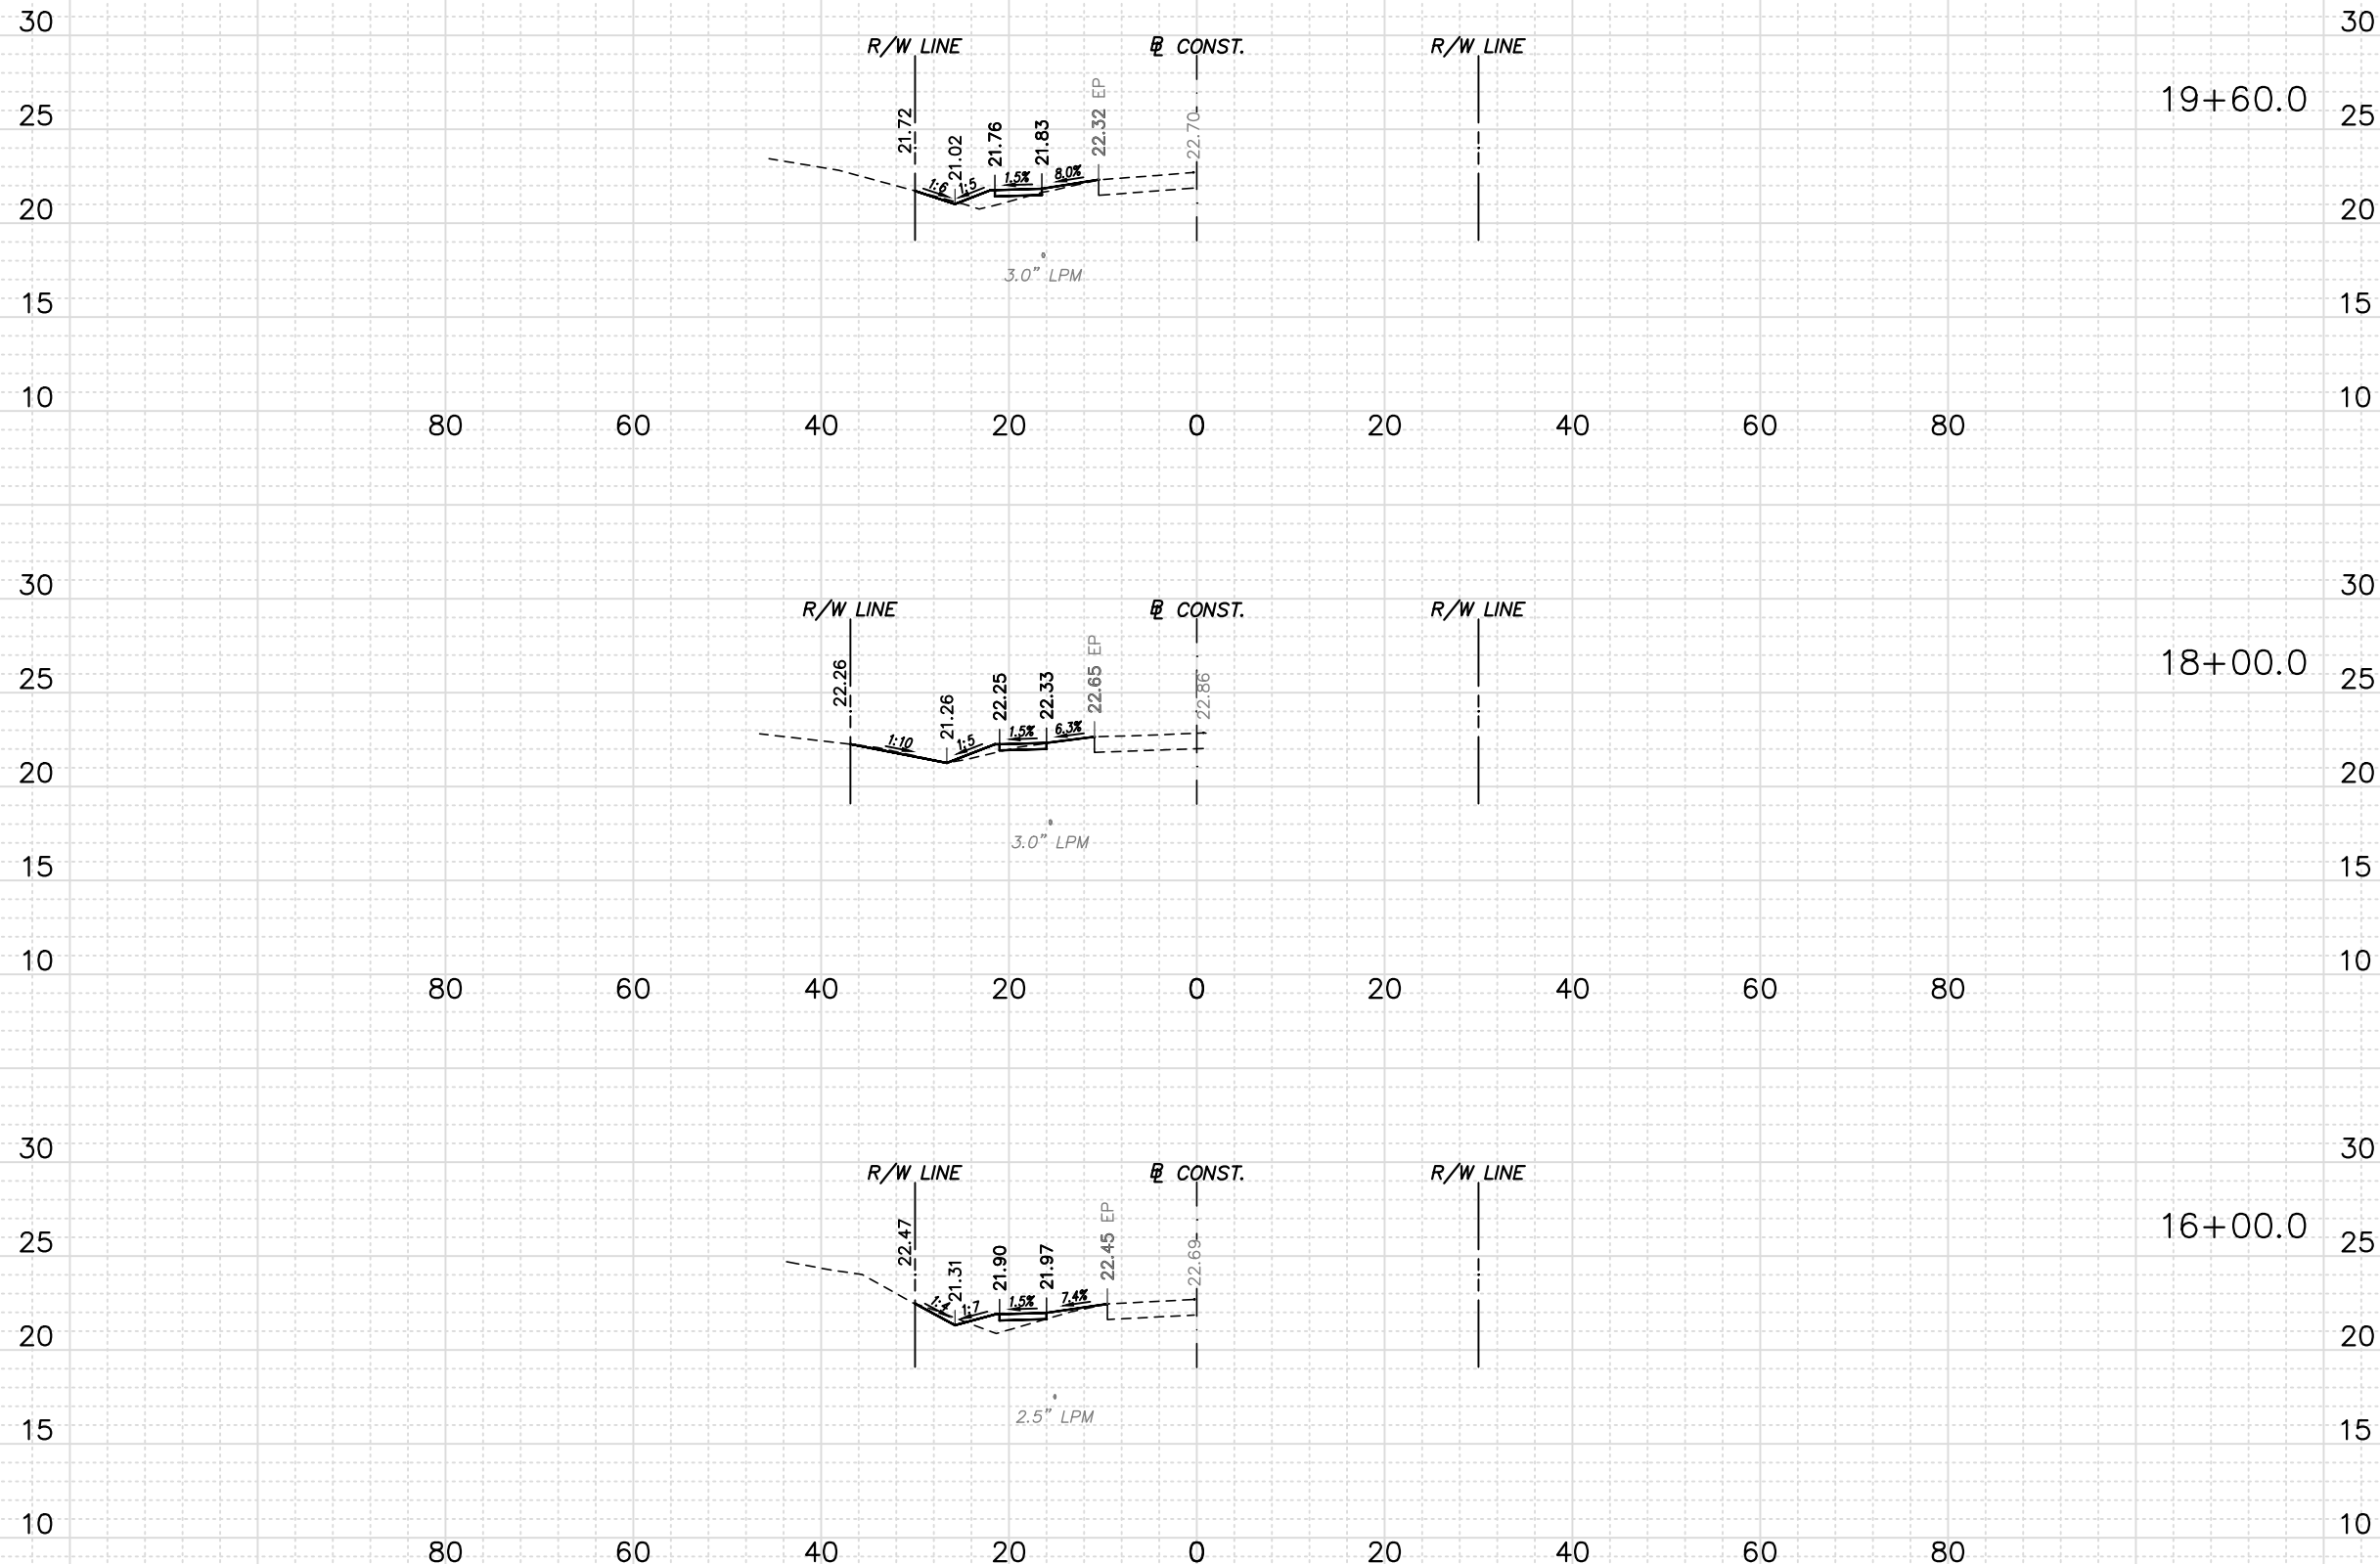 30 30
R/W LINE ℄ CONST. R/W LINE
19+60.0
25 25
21.72 21.02 21.76 21.83 22.32 EP 22.70
1:6 1:5 1.5% 8.0%
20 20
3.0" LPM
15 15
10 10
80 60 40 20 0 20 40 60 80
30 30
R/W LINE ℄ CONST. R/W LINE
18+00.0
25 25
22.26 21.26 22.25 22.33 22.65 EP 22.86
1:10 1:5 1.5% 6.3%
20 20
3.0" LPM
15 15
10 10
80 60 40 20 0 20 40 60 80
30 30
R/W LINE ℄ CONST. R/W LINE
16+00.0
25 25
22.47 21.31 21.90 21.97 22.45 EP 22.69
1:4 1:7 1.5% 7.4%
20 20
2.5" LPM
15 15
10 10
80 60 40 20 0 20 40 60 80